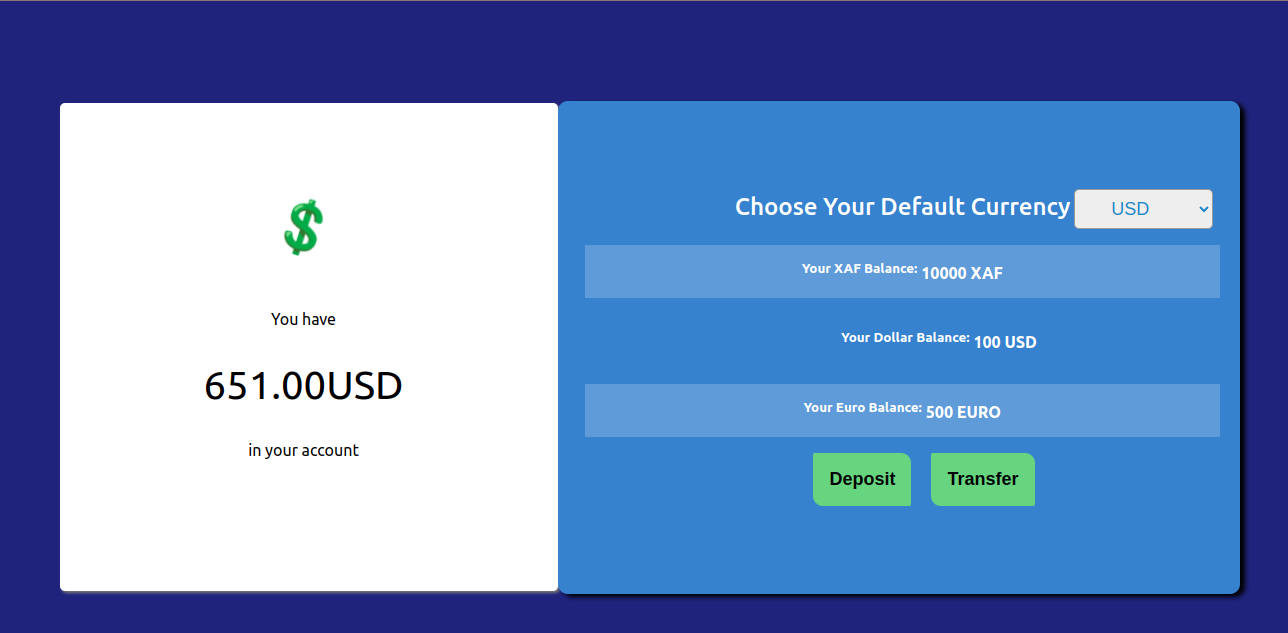 💲
You have
651.00USD
in your account
Choose Your Default Currency USD
Your XAF Balance: 10000 XAF
Your Dollar Balance: 100 USD
Your Euro Balance: 500 EURO
Deposit Transfer